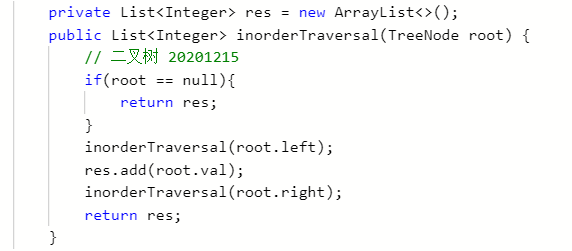 private List<Integer> res = new ArrayList<>();
public List<Integer> inorderTraversal(TreeNode root) {
// 二叉树 20201215
if(root == null){
return res;
}
inorderTraversal(root.left);
res.add(root.val);
inorderTraversal(root.right);
return res;
}